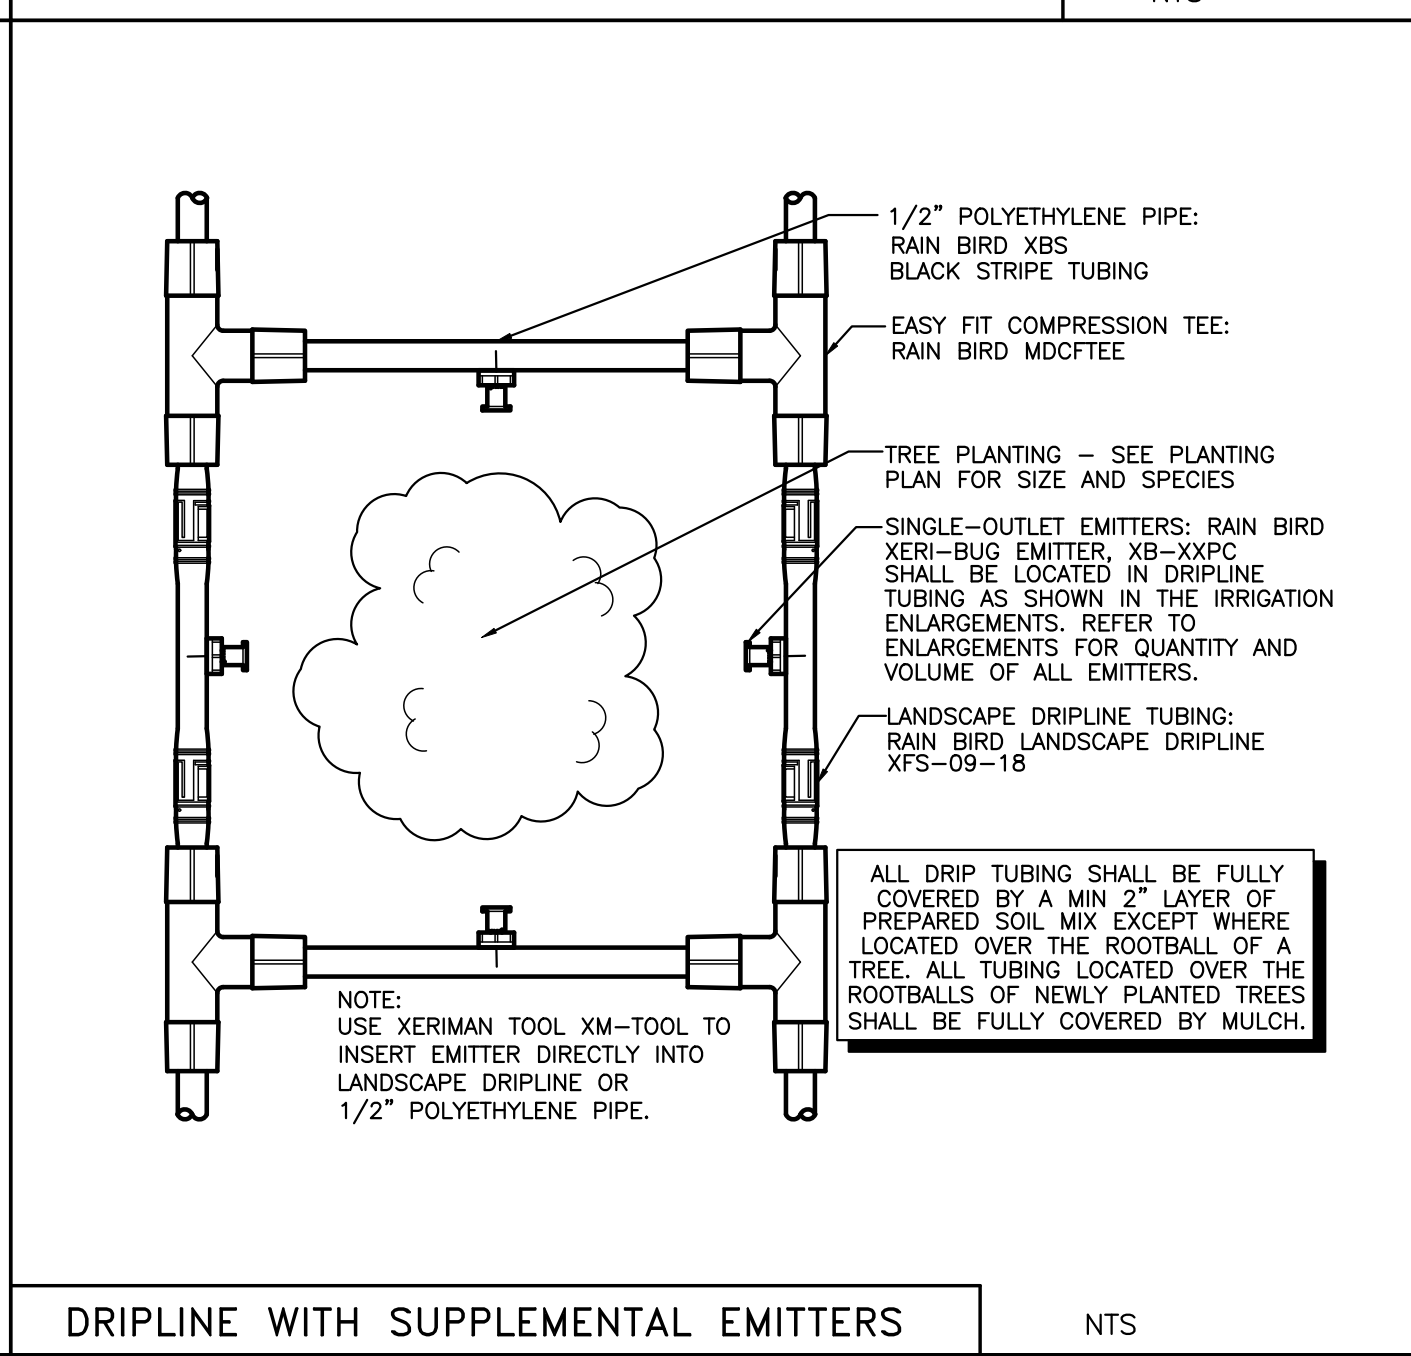 1/2” POLYETHYLENE PIPE:
RAIN BIRD XBS
BLACK STRIPE TUBING
EASY FIT COMPRESSION TEE:
RAIN BIRD MDCFTEE
TREE PLANTING – SEE PLANTING
PLAN FOR SIZE AND SPECIES
SINGLE–OUTLET EMITTERS: RAIN BIRD
XERI–BUG EMITTER, XB–XXPC
SHALL BE LOCATED IN DRIPLINE
TUBING AS SHOWN IN THE IRRIGATION
ENLARGEMENTS. REFER TO
ENLARGEMENTS FOR QUANTITY AND
VOLUME OF ALL EMITTERS.
LANDSCAPE DRIPLINE TUBING:
RAIN BIRD LANDSCAPE DRIPLINE
XFS–09–18
ALL DRIP TUBING SHALL BE FULLY
COVERED BY A MIN 2” LAYER OF
PREPARED SOIL MIX EXCEPT WHERE
LOCATED OVER THE ROOTBALL OF A
TREE. ALL TUBING LOCATED OVER THE
ROOTBALLS OF NEWLY PLANTED TREES
SHALL BE FULLY COVERED BY MULCH.
NOTE:
USE XERIMAN TOOL XM–TOOL TO
INSERT EMITTER DIRECTLY INTO
LANDSCAPE DRIPLINE OR
1/2” POLYETHYLENE PIPE.
DRIPLINE WITH SUPPLEMENTAL EMITTERS
NTS